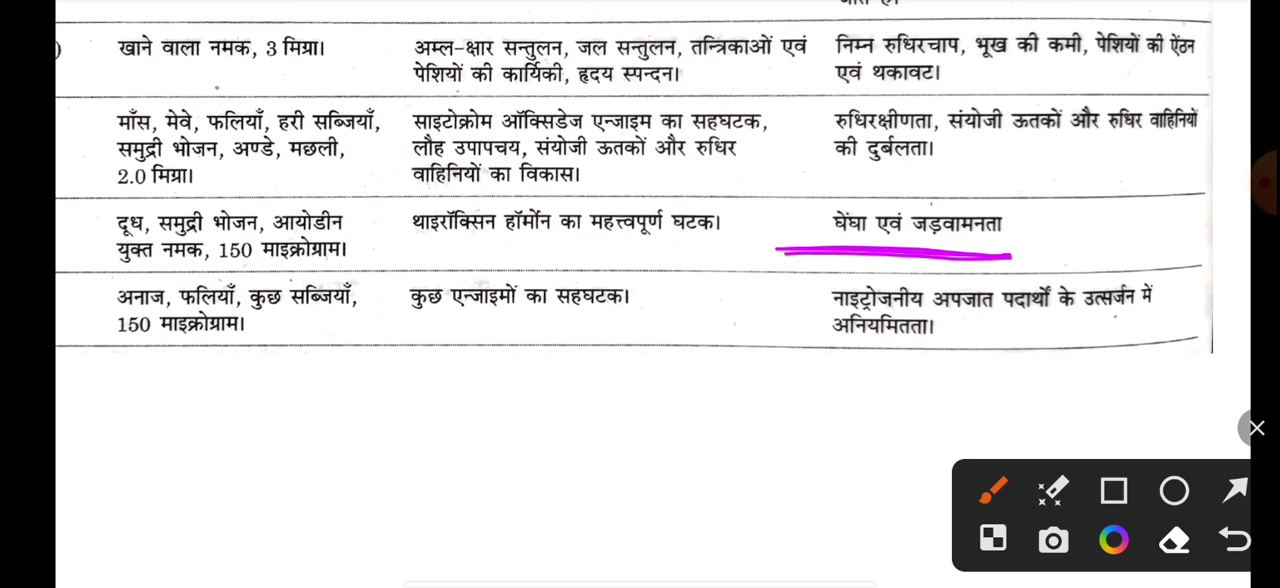 )
खाने वाला नमक, 3 मिग्रा।
अम्ल-क्षार सन्तुलन, जल सन्तुलन, तन्त्रिकाओं एवं
पेशियों की कार्यिकी, हृदय स्पन्दन।
निम्न रुधिरचाप, भूख की कमी, पेशियों की ऐंठन
एवं थकावट।
माँस, मेवे, फलियाँ, हरी सब्जियाँ,
समुद्री भोजन, अण्डे, मछली,
2.0 मिग्रा।
साइटोक्रोम ऑक्सिडेज एन्जाइम का सहघटक,
लौह उपापचय, संयोजी ऊतकों और रुधिर
वाहिनियों का विकास।
रुधिरक्षीणता, संयोजी ऊतकों और रुधिर वाहिनियों
की दुर्बलता।
दूध, समुद्री भोजन, आयोडीन
युक्त नमक, 150 माइक्रोग्राम।
थाइरॉक्सिन हॉर्मोन का महत्त्वपूर्ण घटक।
घेंघा एवं जड़वामनता
अनाज, फलियाँ, कुछ सब्जियाँ,
150 माइक्रोग्राम।
कुछ एन्जाइमों का सहघटक।
नाइट्रोजनीय अपजात पदार्थों के उत्सर्जन में
अनियमितता।